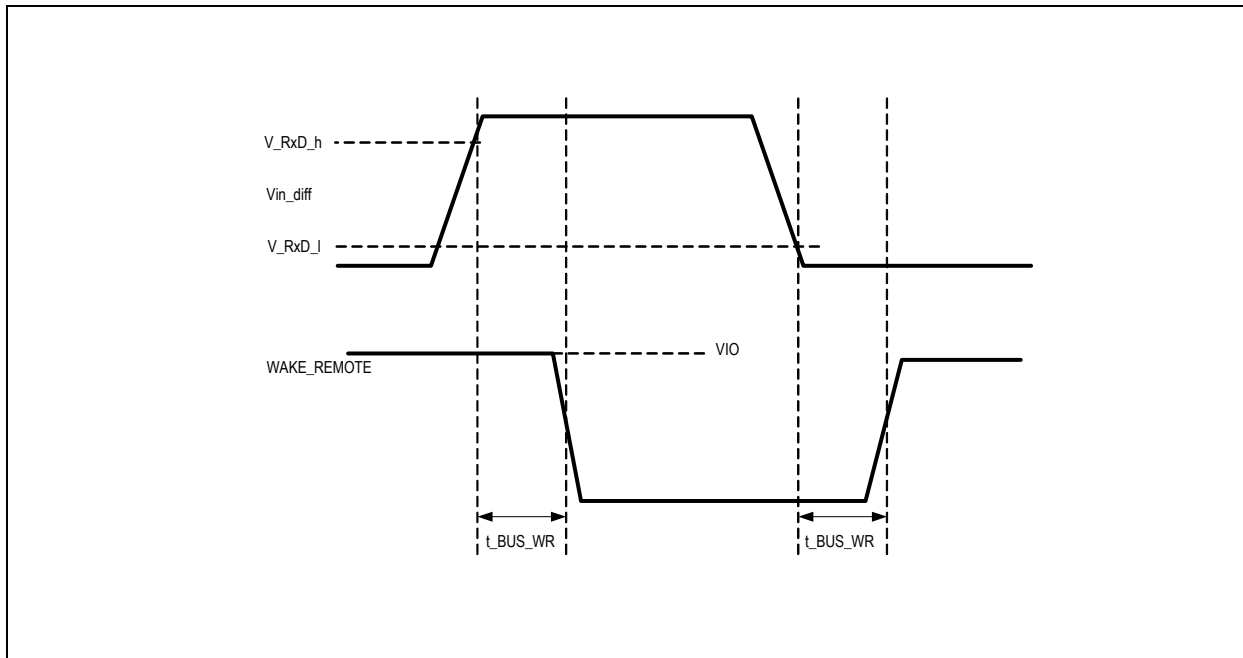 V_RxD_h
Vin_diff
V_RxD_l
VIO
WAKE_REMOTE
t_BUS_WR
t_BUS_WR